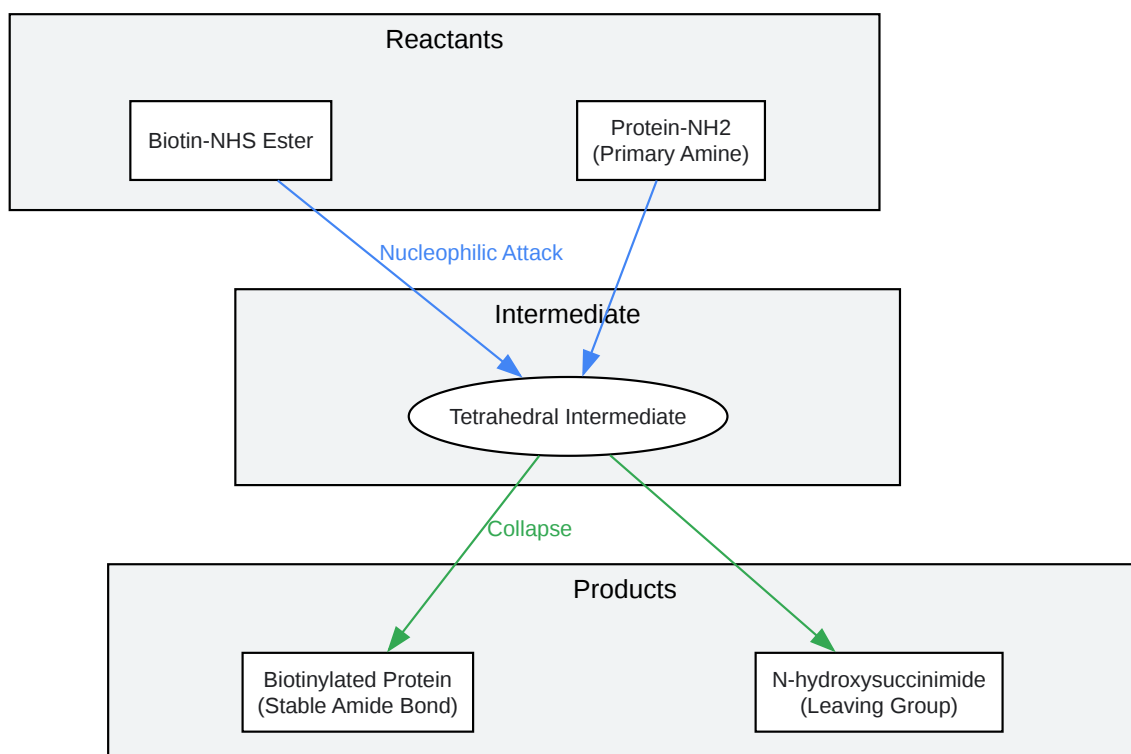 Reactants
Biotin-NHS Ester
Protein-NH2
(Primary Amine)
Nucleophilic Attack
Intermediate
Tetrahedral Intermediate
Collapse
Products
Biotinylated Protein
(Stable Amide Bond)
N-hydroxysuccinimide
(Leaving Group)